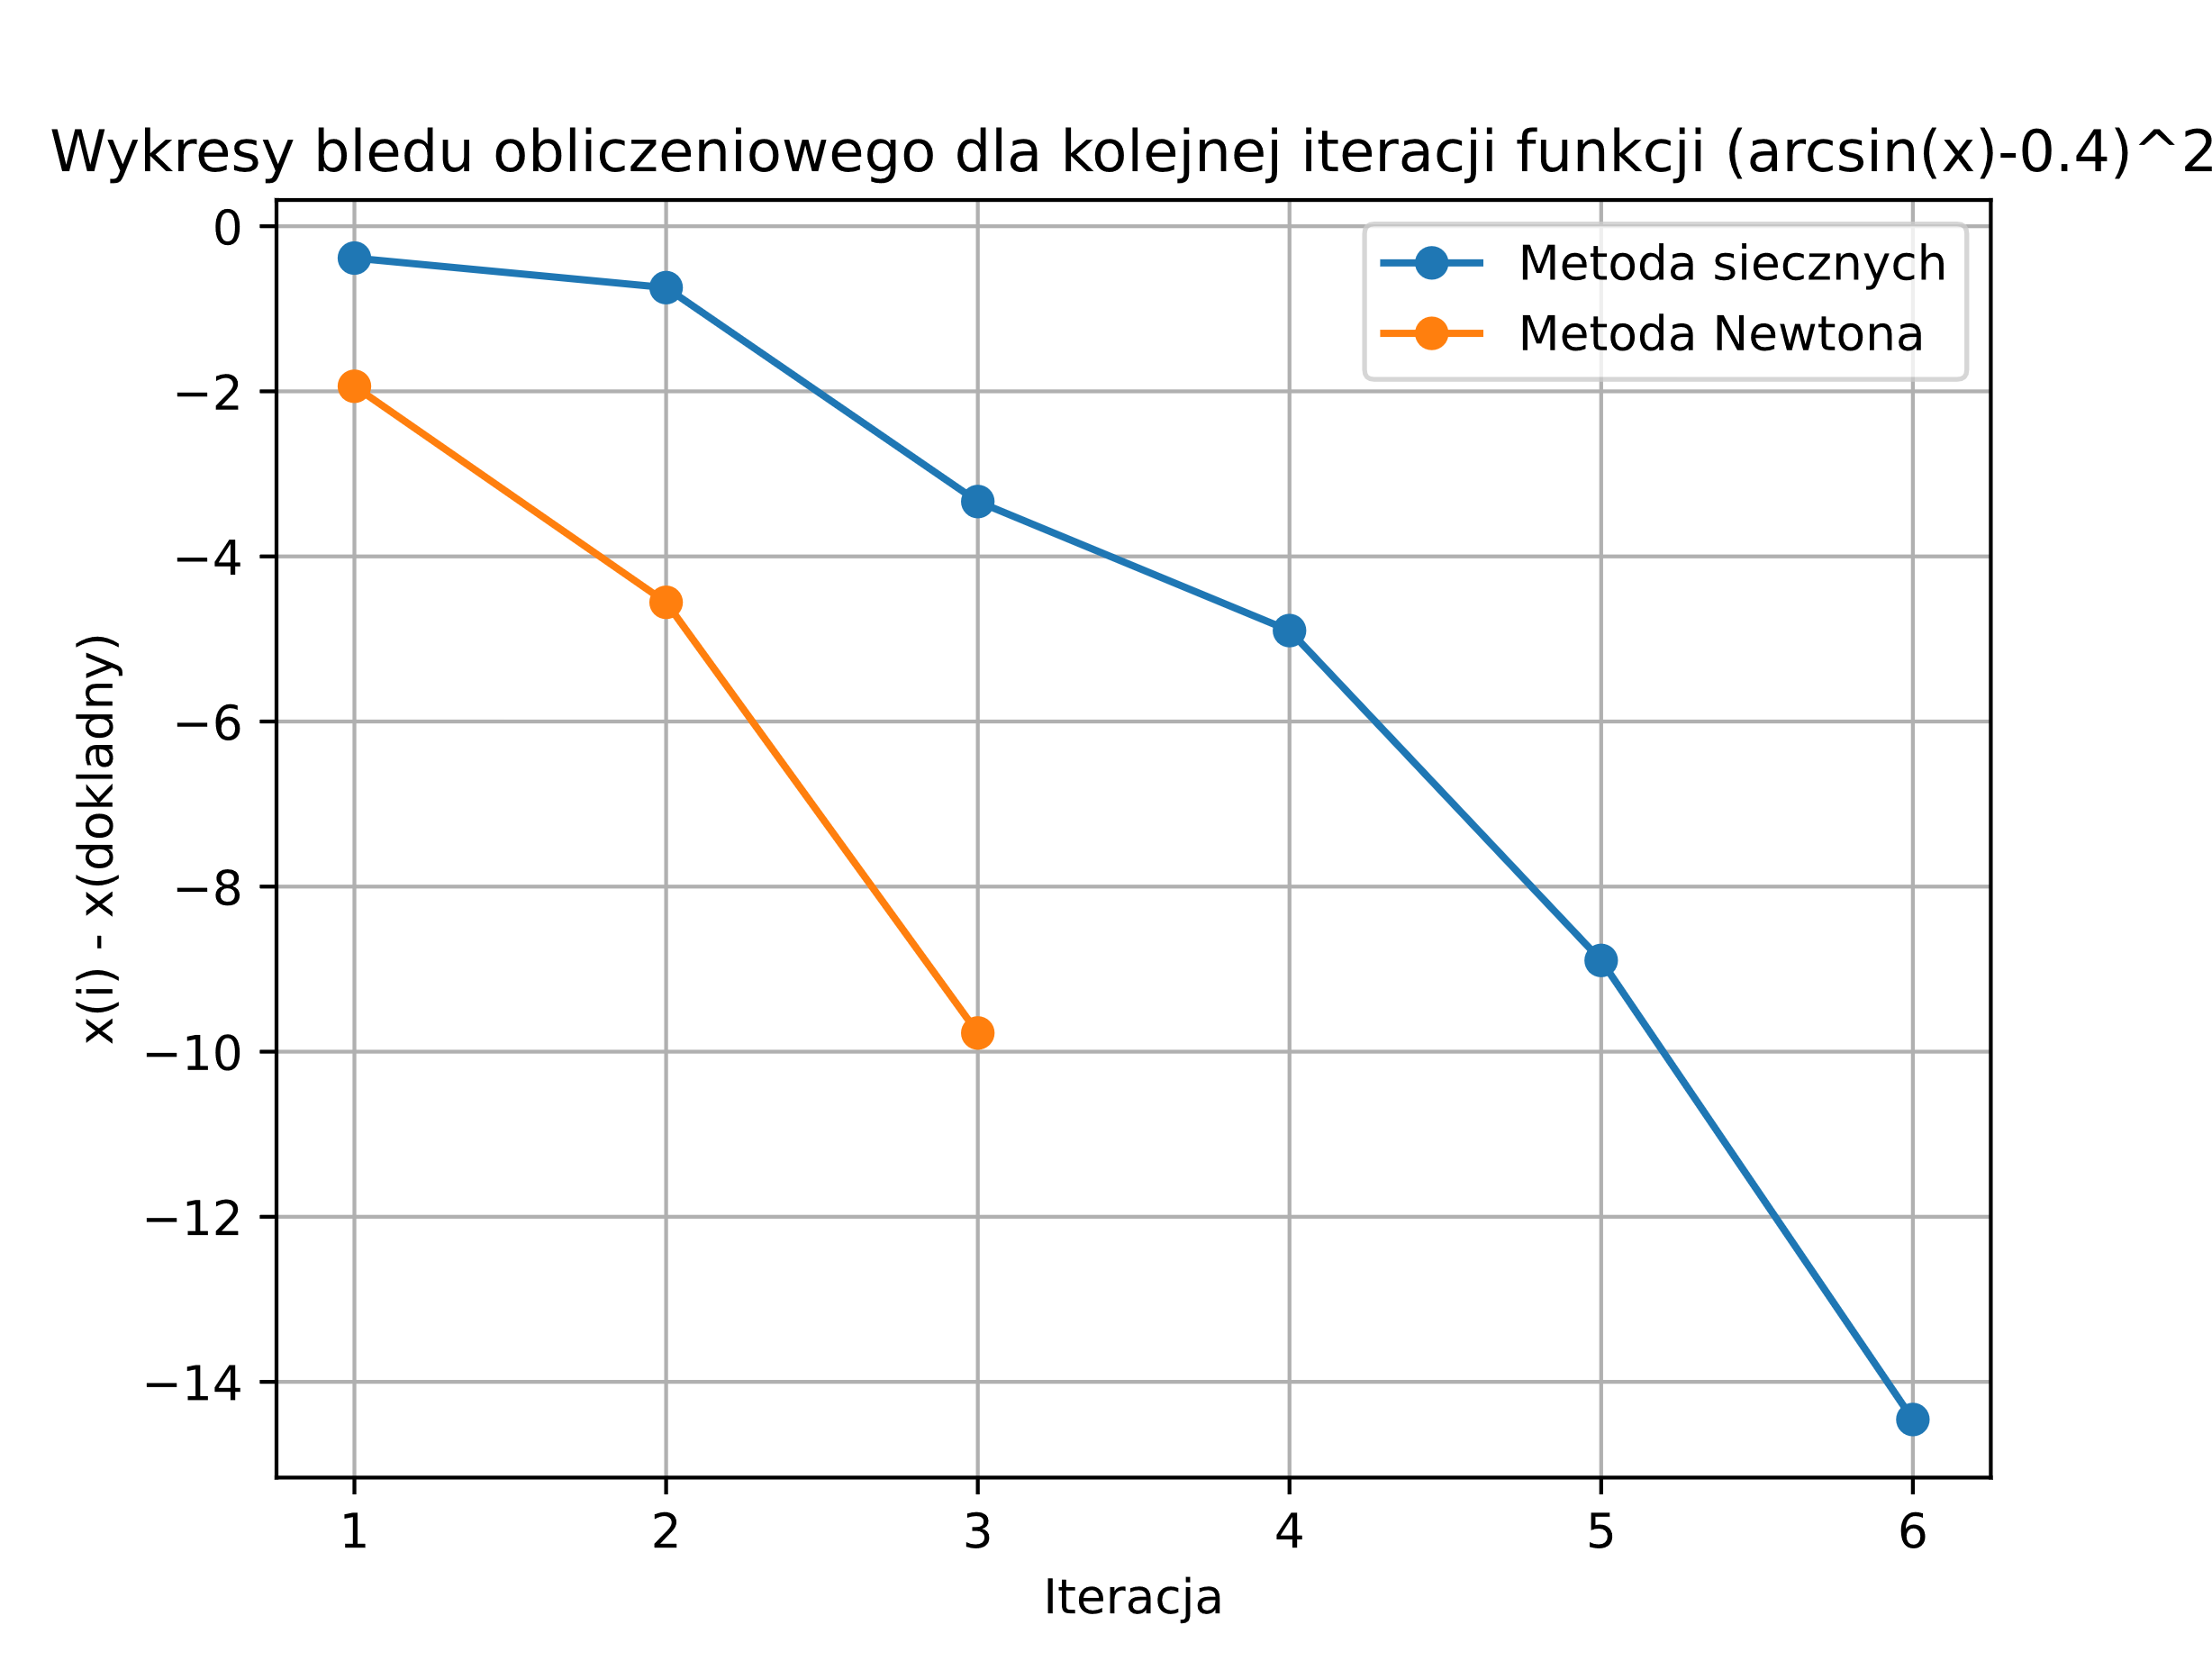 Wykresy bledu obliczeniowego dla kolejnej iteracji funkcji (arcsin(x)-0.4)^2
Metoda siecznych
Metoda Newtona
x(i) - x(dokladny)
0
−2
−4
−6
−8
−10
−12
−14
1 2 3 4 5 6
Iteracja